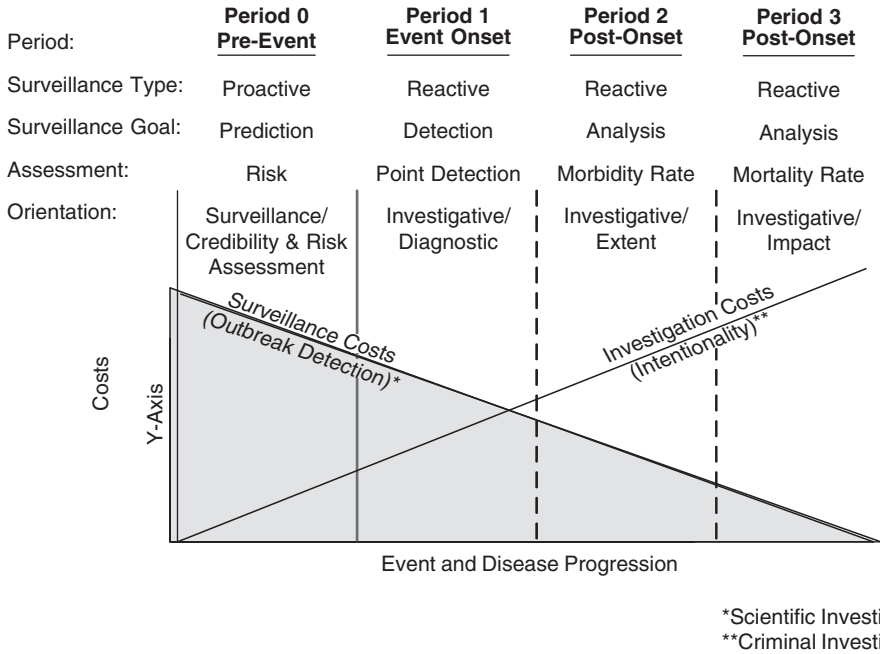 Period 0 Period 1 Period 2 Period 3
Period: Pre-Event Event Onset Post-Onset Post-Onset
Surveillance Type: Proactive Reactive Reactive Reactive
Surveillance Goal: Prediction Detection Analysis Analysis
Assessment: Risk Point Detection Morbidity Rate Mortality Rate
Orientation: Surveillance/ Investigative/ Investigative/ Investigative/
Credibility & Risk Diagnostic Extent Impact
Assessment
Surveillance Costs
(Outbreak Detection)*
Investigation Costs
(Intentionality)**
Costs
Y-Axis
Event and Disease Progression
*Scientific Investi
**Criminal Investi